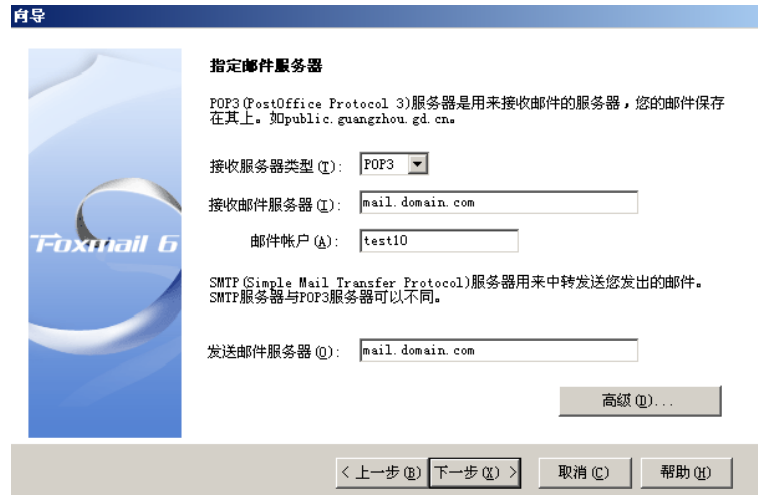 向导
指定邮件服务器
POP3(PostOffice Protocol 3)服务器是用来接收邮件的服务器，您的邮件保存
在其上。如public.guangzhou.gd.cn。
接收服务器类型(T): POP3
接收邮件服务器(I): mail.domain.com
邮件帐户(A): test10
Foxmail 6
SMTP(Simple Mail Transfer Protocol)服务器用来中转发送您发出的邮件。
SMTP服务器与POP3服务器可以不同。
发送邮件服务器(O): mail.domain.com
高级(D)...
<上一步(B) 下一步(X) > 取消(C) 帮助(H)